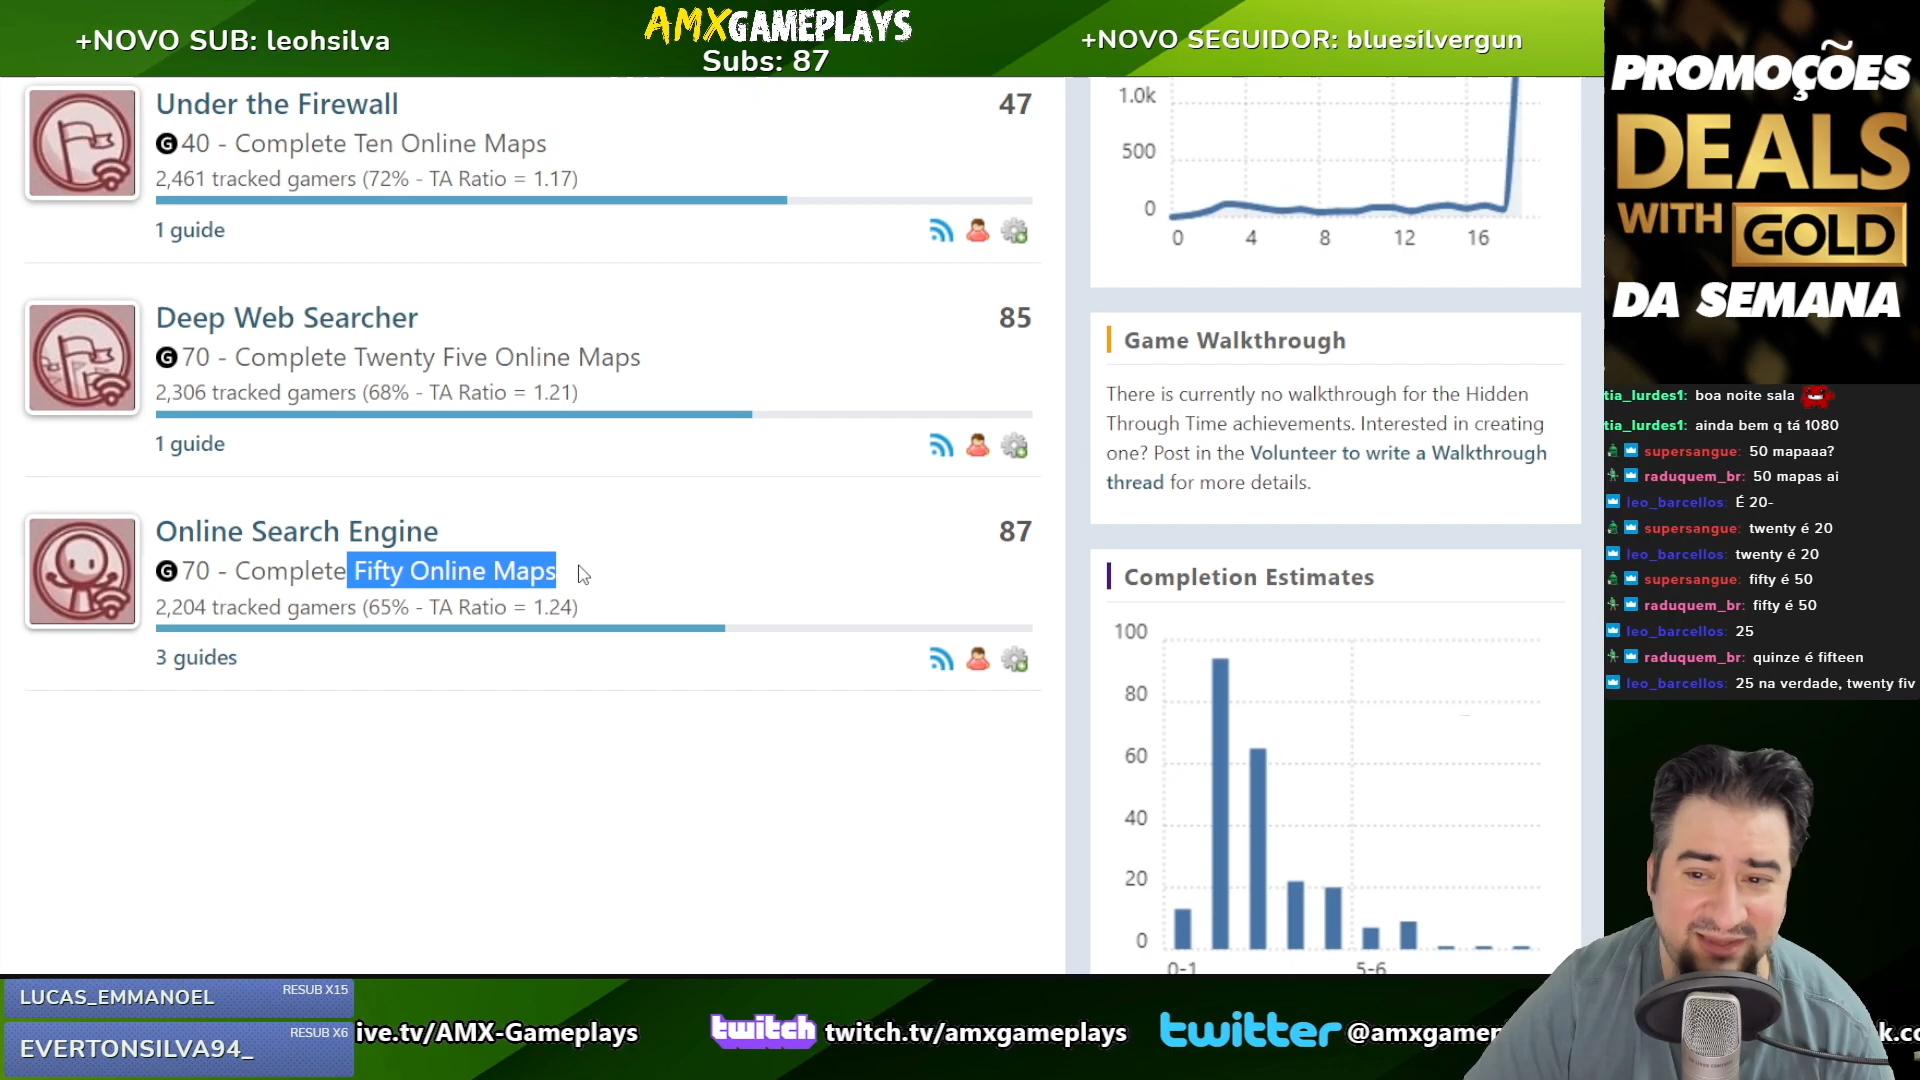 +NOVO SUB: leohsilva
AMXGAMEPLAYS
Subs: 87
+NOVO SEGUIDOR: bluesilvergun
Under the Firewall
47
G 40 - Complete Ten Online Maps
2,461 tracked gamers (72% - TA Ratio = 1.17)
1 guide
Deep Web Searcher
85
G 70 - Complete Twenty Five Online Maps
2,306 tracked gamers (68% - TA Ratio = 1.21)
1 guide
Online Search Engine
87
G 70 - Complete Fifty Online Maps
2,204 tracked gamers (65% - TA Ratio = 1.24)
3 guides
1.0k
500
0
0 4 8 12 16
Game Walkthrough
There is currently no walkthrough for the Hidden
Through Time achievements. Interested in creating
one? Post in the Volunteer to write a Walkthrough
thread for more details.
Completion Estimates
100
80
60
40
20
0
0-1 5-6
PROMOÇÕES
DEALS
WITH GOLD
DA SEMANA
tia_lurdes1: boa noite sala
tia_lurdes1: ainda bem q tá 1080
supersangue: 50 mapaaa?
raduquem_br: 50 mapas ai
leo_barcellos: É 20-
supersangue: twenty é 20
leo_barcellos: twenty é 20
supersangue: fifty é 50
raduquem_br: fifty é 50
leo_barcellos: 25
raduquem_br: quinze é fifteen
leo_barcellos: 25 na verdade, twenty fiv
LUCAS_EMMANOEL RESUB X15
EVERTONSILVA94_ RESUB X6
ive.tv/AMX-Gameplays
twitch twitch.tv/amxgameplays
twitter @amxgamer
k.co